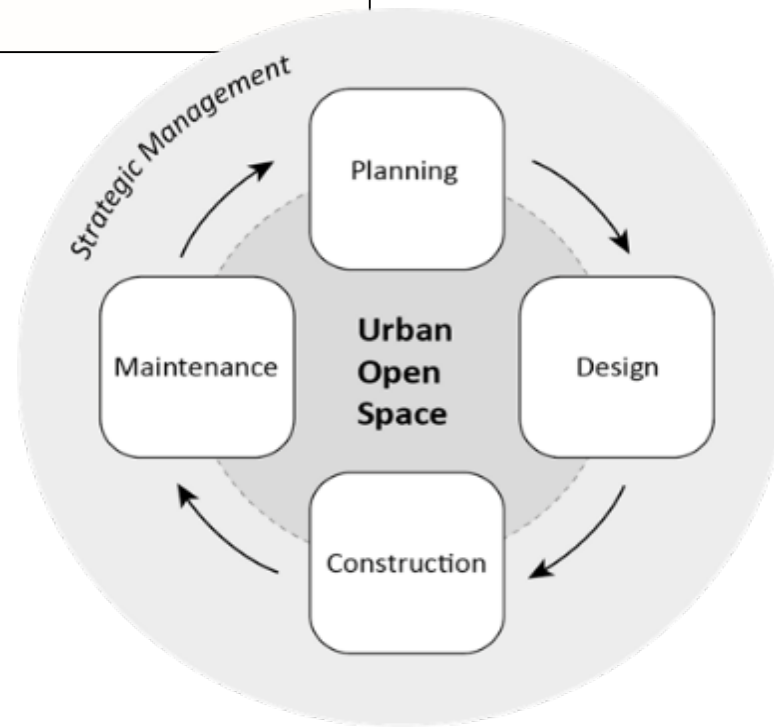 Strategic Management
Planning
Maintenance
Urban
Open
Space
Design
Construction